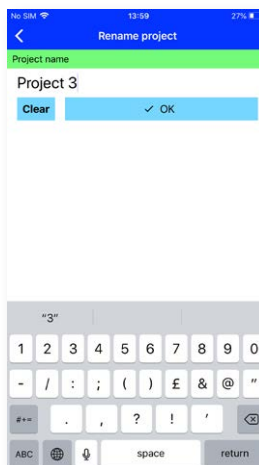 No SIM 13:59 27%
Rename project
Project name
Project 3
Clear ✓ OK
“3”
1 2 3 4 5 6 7 8 9 0
- / : ; ( ) £ & @ "
#+= . , ? ! '
ABC space return